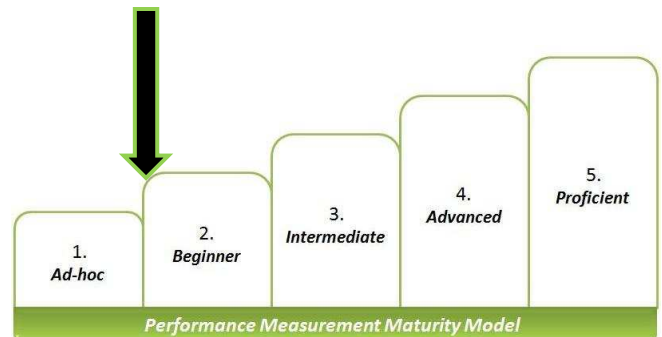 1.
Ad-hoc
2.
Beginner
3.
Intermediate
4.
Advanced
5.
Proficient
Performance Measurement Maturity Model